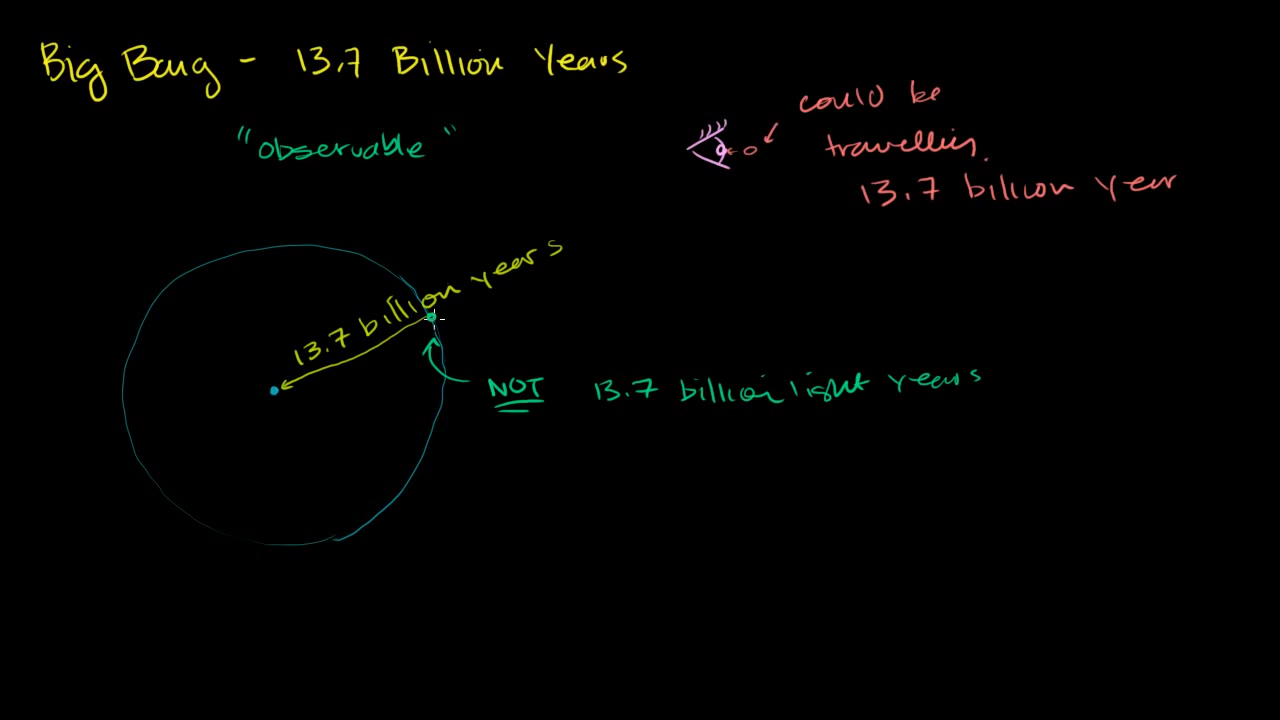 Big Bang - 13.7 Billion Years
"observable"
could be
travelling
13.7 billion year
13.7 billion years
NOT 13.7 billion light years